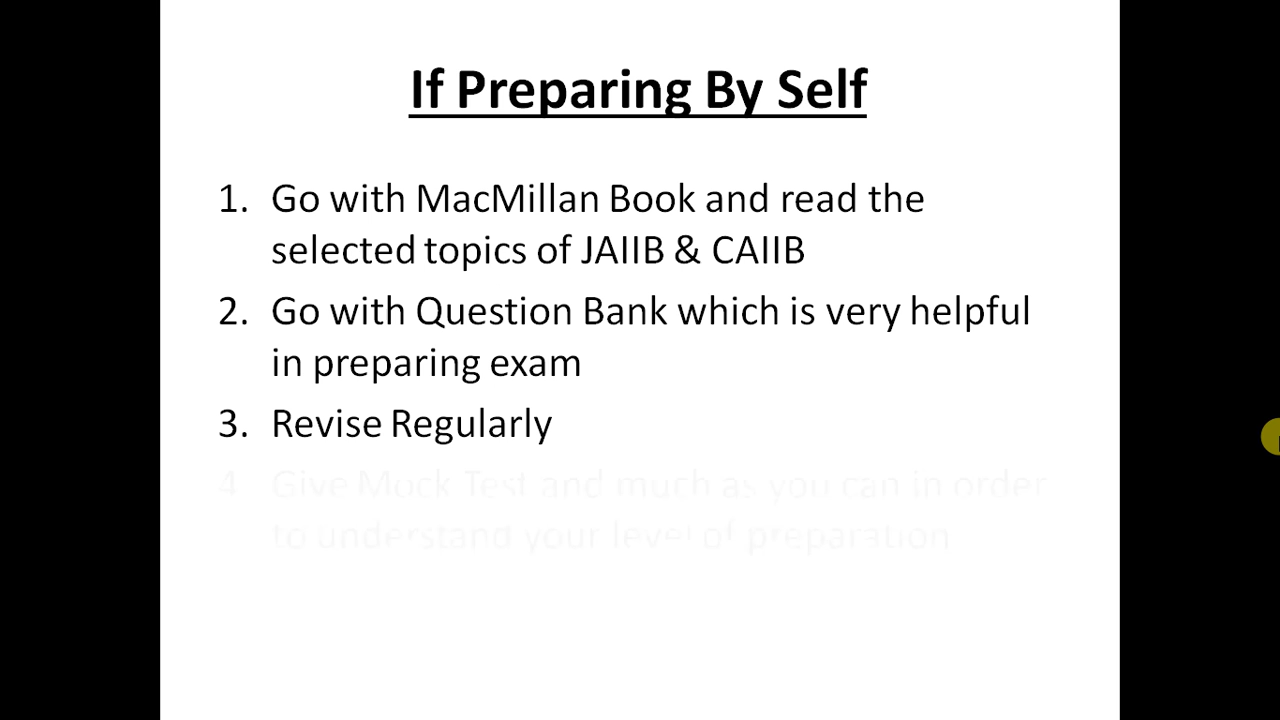 If Preparing By Self
1. Go with MacMillan Book and read the
selected topics of JAIIB & CAIIB
2. Go with Question Bank which is very helpful
in preparing exam
3. Revise Regularly
4. Give Mock Test and much as you can in order
to understand your level of preparation